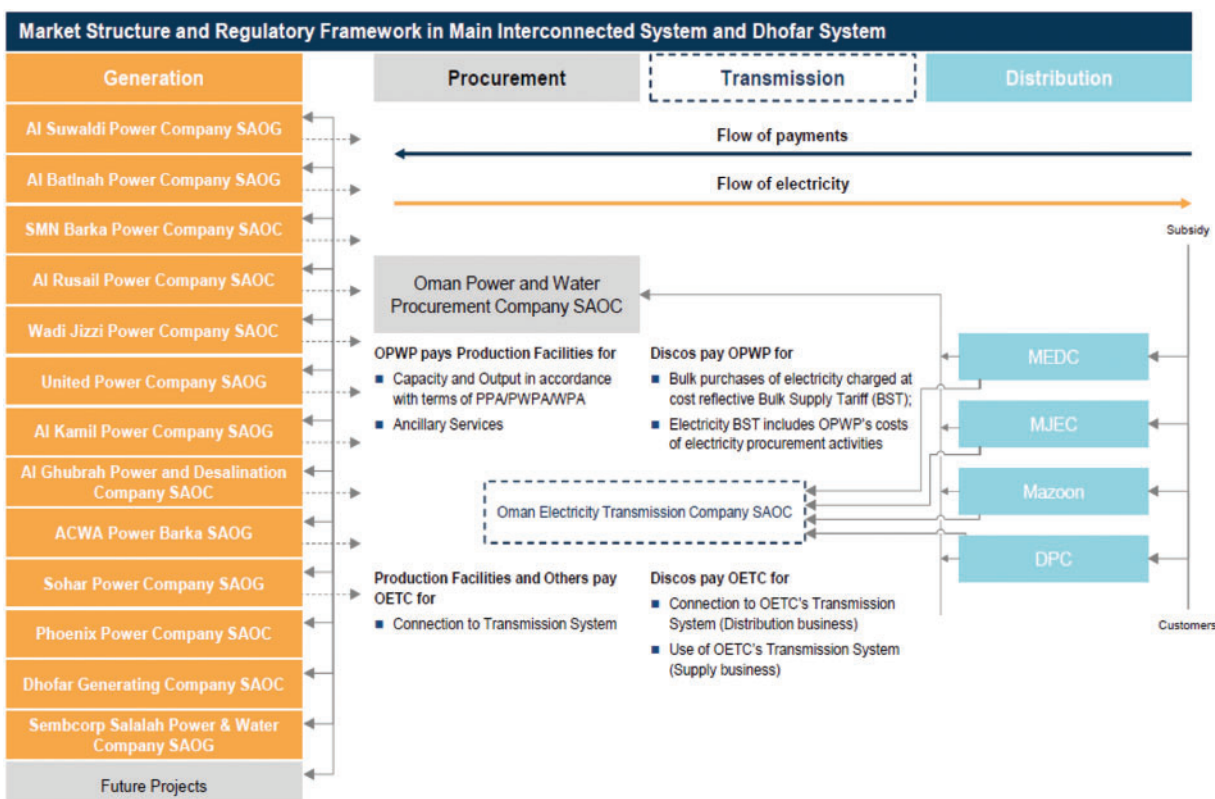 Market Structure and Regulatory Framework in Main Interconnected System and Dhofar System
Generation
Procurement
Transmission
Distribution
Al Suwaldi Power Company SAOG
Al Batlnah Power Company SAOG
SMN Barka Power Company SAOC
Al Rusail Power Company SAOC
Wadi Jizzi Power Company SAOC
United Power Company SAOG
Al Kamil Power Company SAOG
Al Ghubrah Power and Desalination
Company SAOC
ACWA Power Barka SAOG
Sohar Power Company SAOG
Phoenix Power Company SAOC
Dhofar Generating Company SAOC
Sembcorp Salalah Power & Water
Company SAOG
Future Projects
Flow of payments
Flow of electricity
Subsidy
Oman Power and Water
Procurement Company SAOC
OPWP pays Production Facilities for
■ Capacity and Output in accordance
with terms of PPA/PWPA/WPA
■ Ancillary Services
Discos pay OPWP for
■ Bulk purchases of electricity charged at
cost reflective Bulk Supply Tariff (BST);
■ Electricity BST includes OPWP's costs
of electricity procurement activities
MEDC
MJEC
Mazoon
DPC
Oman Electricity Transmission Company SAOC
Production Facilities and Others pay
OETC for
■ Connection to Transmission System
Discos pay OETC for
■ Connection to OETC's Transmission
System (Distribution business)
■ Use of OETC's Transmission System
(Supply business)
Customers